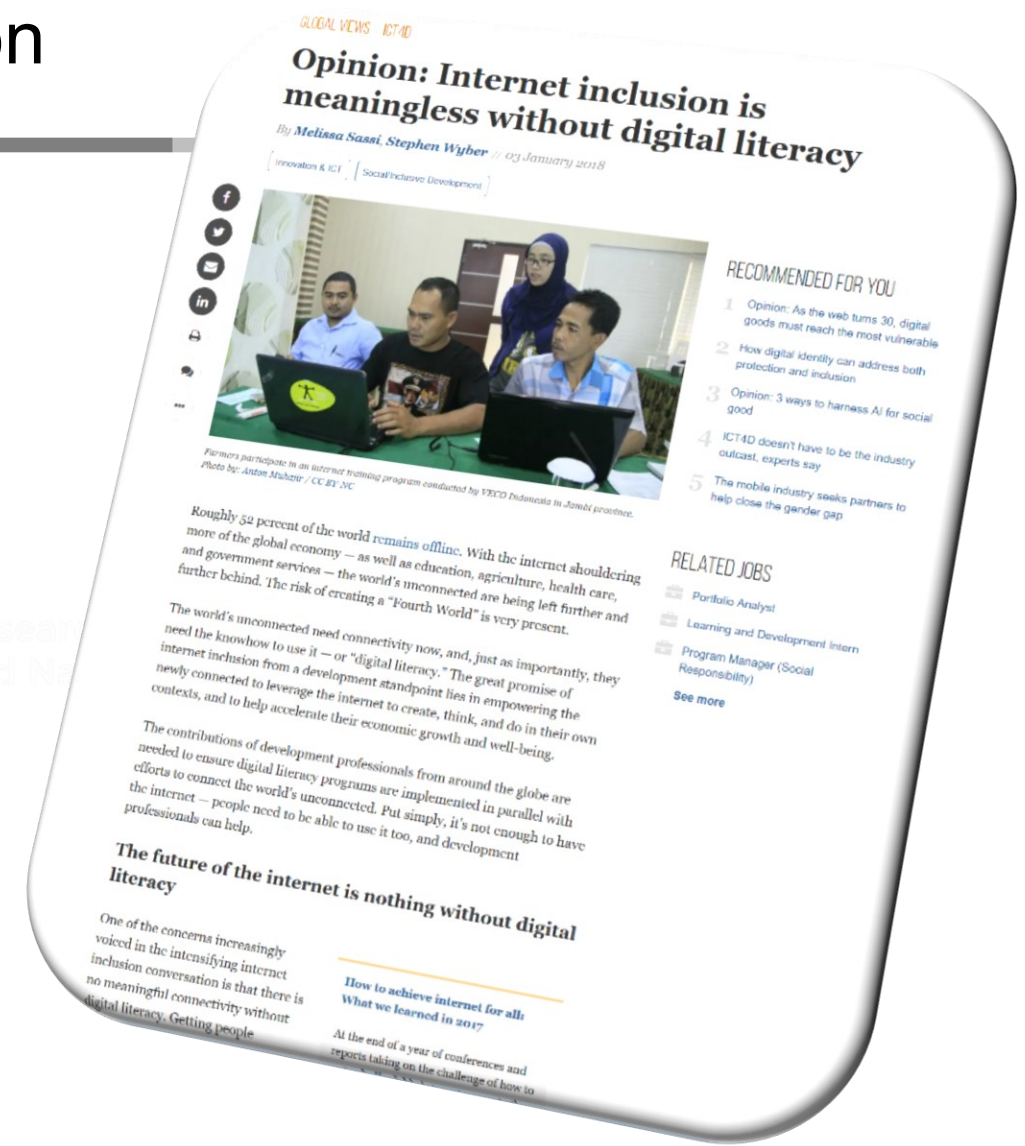 on
GLOBAL VIEWS ICT4D
Opinion: Internet inclusion is
meaningless without digital literacy
By Melissa Sassi, Stephen Wyber // 03 January 2018
Innovation & ICT
Social/Inclusive Development
Farmers participate in an internet training program conducted by VECO Indonesia in Jambi province.
Photo by: Anton Muhajir / CC BY-NC
Roughly 52 percent of the world remains offline. With the internet shouldering
more of the global economy — as well as education, agriculture, health care,
and government services — the world's unconnected are being left further and
further behind. The risk of creating a “Fourth World” is very present.
The world's unconnected need connectivity now, and, just as importantly, they
need the knowhow to use it — or “digital literacy.” The great promise of
internet inclusion from a development standpoint lies in empowering the
newly connected to leverage the internet to create, think, and do in their own
contexts, and to help accelerate their economic growth and well-being.
The contributions of development professionals from around the globe are
needed to ensure digital literacy programs are implemented in parallel with
efforts to connect the world's unconnected. Put simply, it's not enough to have
the internet — people need to be able to use it too, and development
professionals can help.
The future of the internet is nothing without digital
literacy
One of the concerns increasingly
voiced in the intensifying internet
inclusion conversation is that there is
no meaningful connectivity without
digital literacy. Getting people
How to achieve internet for all:
What we learned in 2017
At the end of a year of conferences and
reports taking on the challenge of how to
RECOMMENDED FOR YOU
1 Opinion: As the web turns 30, digital
goods must reach the most vulnerable
2 How digital identity can address both
protection and inclusion
3 Opinion: 3 ways to harness AI for social
good
4 ICT4D doesn't have to be the industry
outcast, experts say
5 The mobile industry seeks partners to
help close the gender gap
RELATED JOBS
Portfolio Analyst
Learning and Development Intern
Program Manager (Social
Responsibility)
See more